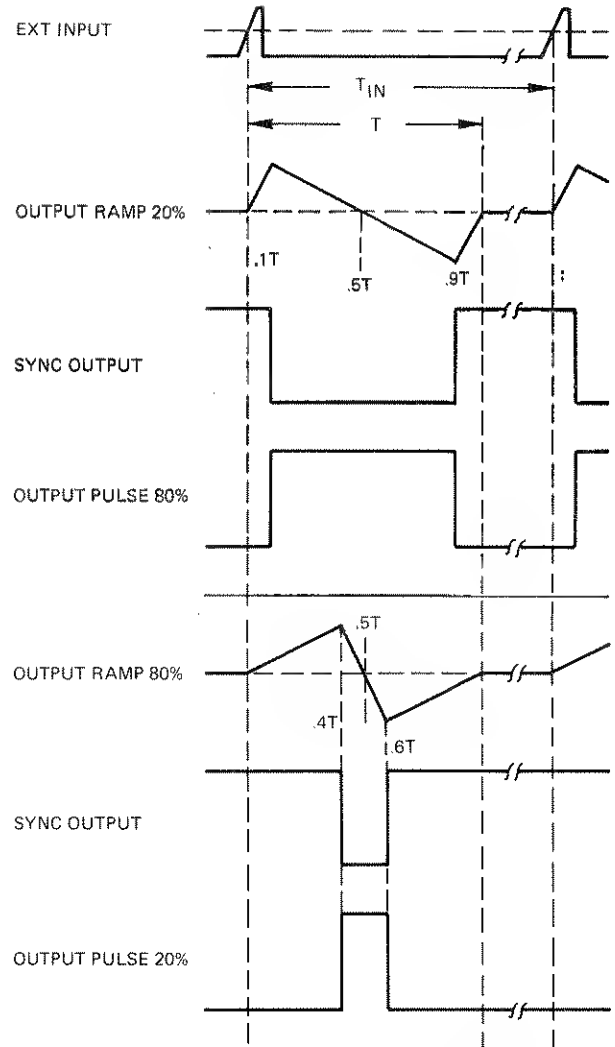 EXT INPUT
T IN
T
OUTPUT RAMP 20%
.1T
.5T
.9T
SYNC OUTPUT
OUTPUT PULSE 80%
.5T
OUTPUT RAMP 80%
.4T
.6T
SYNC OUTPUT
OUTPUT PULSE 20%